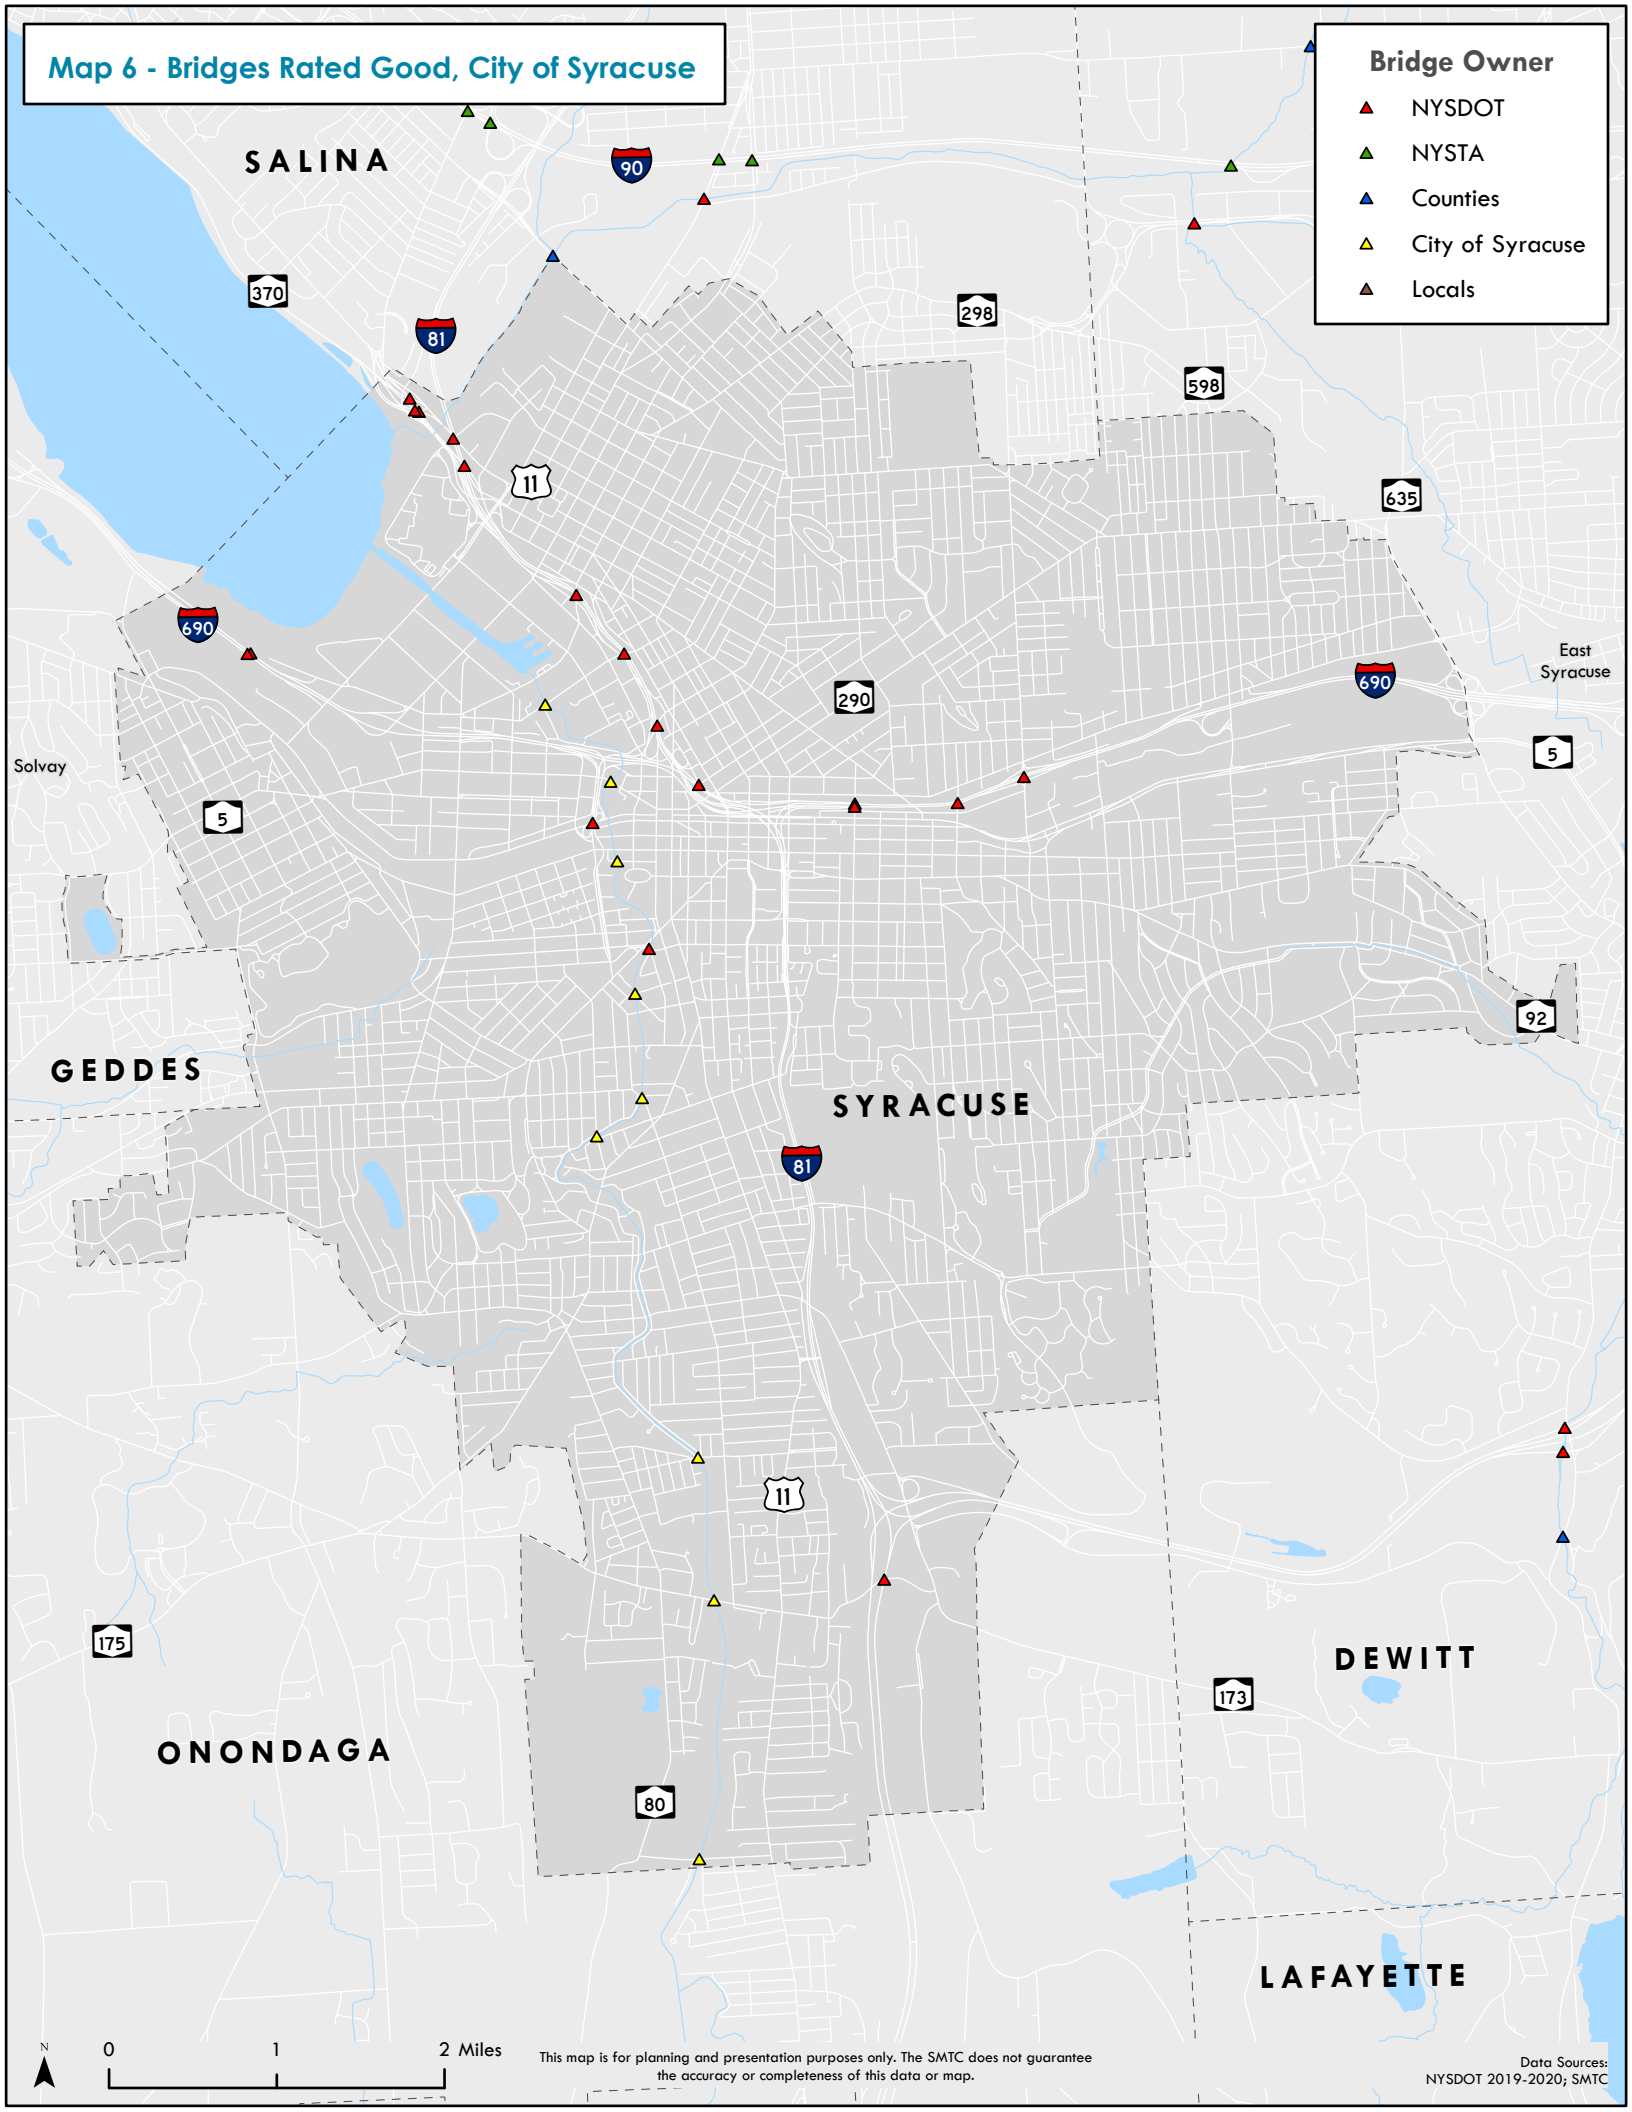 Map 6 - Bridges Rated Good, City of Syracuse
Bridge Owner
NYSDOT
NYSTA
Counties
City of Syracuse
Locals
SALINA
90
370
81
298
598
11
635
690
East
Syracuse
690
290
5
Solvay
5
92
GEDDES
SYRACUSE
81
11
175
DEWITT
173
ONONDAGA
80
LAFAYETTE
N
0 1 2 Miles
This map is for planning and presentation purposes only. The SMTC does not guarantee
the accuracy or completeness of this data or map.
Data Sources:
NYSDOT 2019-2020; SMTC